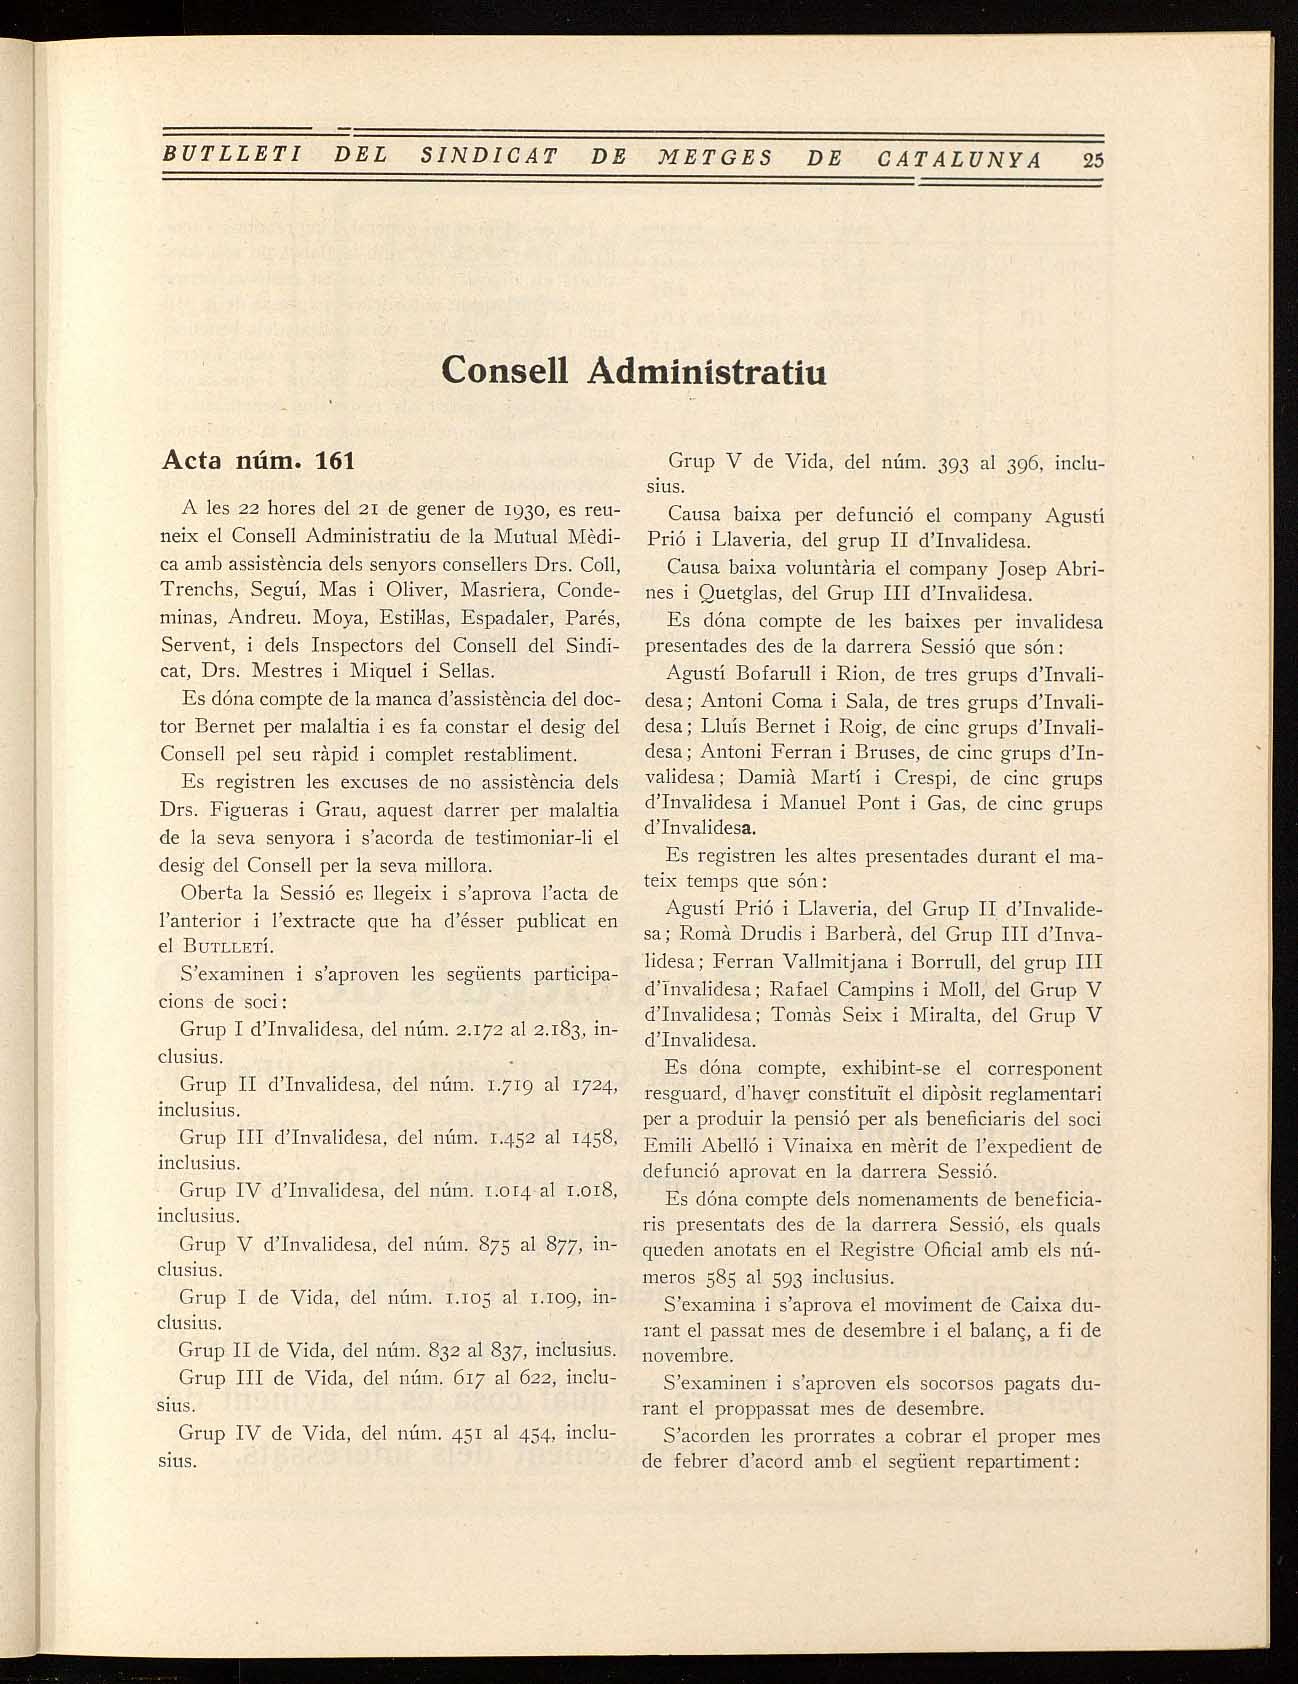 BUTLLETI DEL SINDICAT DE METGES DE CATALUNYA 25
Consell Administratiu
Acta núm. 161
A les 22 hores del 21 de gener de 1930, es reu-
neix el Consell Administratiu de la Mutual Mèdi-
ca amb assistència dels senyors consellers Drs. Coll,
Trenchs, Seguí, Mas i Oliver, Masriera, Conde-
minas, Andreu. Moya, Estil·las, Espadaler, Parés,
Servent, i dels Inspectors del Consell del Sindi-
cat, Drs. Mestres i Miquel i Sellas.
Es dóna compte de la manca d'assistència del doc-
tor Bernet per malaltia i es fa constar el desig del
Consell pel seu ràpid i complet restabliment.
Es registren les excuses de no assistència dels
Drs. Figueras i Grau, aquest darrer per malaltia
de la seva senyora i s'acorda de testimoniar-li el
desig del Consell per la seva millora.
Oberta la Sessió es llegeix i s'aprova l'acta de
l'anterior i l'extracte que ha d'ésser publicat en
el BUTLLETÍ.
S'examinen i s'aproven les següents participa-
cions de soci:
Grup I d'Invalidesa, del núm. 2.172 al 2.183, in-
clusius.
Grup II d'Invalidesa, del núm. 1.719 al 1724,
inclusius.
Grup III d'Invalidesa, del núm. 1.452 al 1458,
inclusius.
Grup IV d'Invalidesa, del núm. 1.014 al 1.018,
inclusius.
Grup V d'Invalidesa, del núm. 875 al 877, in-
clusius.
Grup I de Vida, del núm. 1.105 al 1.109, in-
clusius.
Grup II de Vida, del núm. 832 al 837, inclusius.
Grup III de Vida, del núm. 617 al 622, inclu-
sius.
Grup IV de Vida, del núm. 451 al 454, inclu-
sius.
Grup V de Vida, del núm. 393 al 396, inclu-
sius.
Causa baixa per defunció el company Agustí
Prió i Llaveria, del grup II d'Invalidesa.
Causa baixa voluntària el company Josep Abri-
nes i Quetglas, del Grup III d'Invalidesa.
Es dóna compte de les baixes per invalidesa
presentades des de la darrera Sessió que són:
Agustí Bofarull i Rion, de tres grups d'Invali-
desa; Antoni Coma i Sala, de tres grups d'Invali-
desa; Lluís Bernet i Roig, de cinc grups d'Invali-
desa; Antoni Ferran i Bruses, de cinc grups d'In-
validesa; Damià Martí i Crespi, de cinc grups
d'Invalidesa i Manuel Pont i Gas, de cinc grups
d'Invalidesa.
Es registren les altes presentades durant el ma-
teix temps que són:
Agustí Prió i Llaveria, del Grup II d'Invalide-
sa; Romà Drudis i Barberà, del Grup III d'Inva-
lidesa; Ferran Vallmitjana i Borrull, del grup III
d'Invalidesa; Rafael Campins i Moll, del Grup V
d'Invalidesa; Tomàs Seix i Miralta, del Grup V
d'Invalidesa.
Es dóna compte, exhibint-se el corresponent
resguard, d'haver constituït el dipòsit reglamentari
per a produir la pensió per als beneficiaris del soci
Emili Abelló i Vinaixa en mèrit de l'expedient de
defunció aprovat en la darrera Sessió.
Es dóna compte dels nomenaments de beneficia-
ris presentats des de la darrera Sessió, els quals
queden anotats en el Registre Oficial amb els nú-
meros 585 al 593 inclusius.
S'examina i s'aprova el moviment de Caixa du-
rant el passat mes de desembre i el balanç, a fi de
novembre.
S'examinen i s'aproven els socorsos pagats du-
rant el proppassat mes de desembre.
S'acorden les prorrates a cobrar el proper mes
de febrer d'acord amb el següent repartiment: